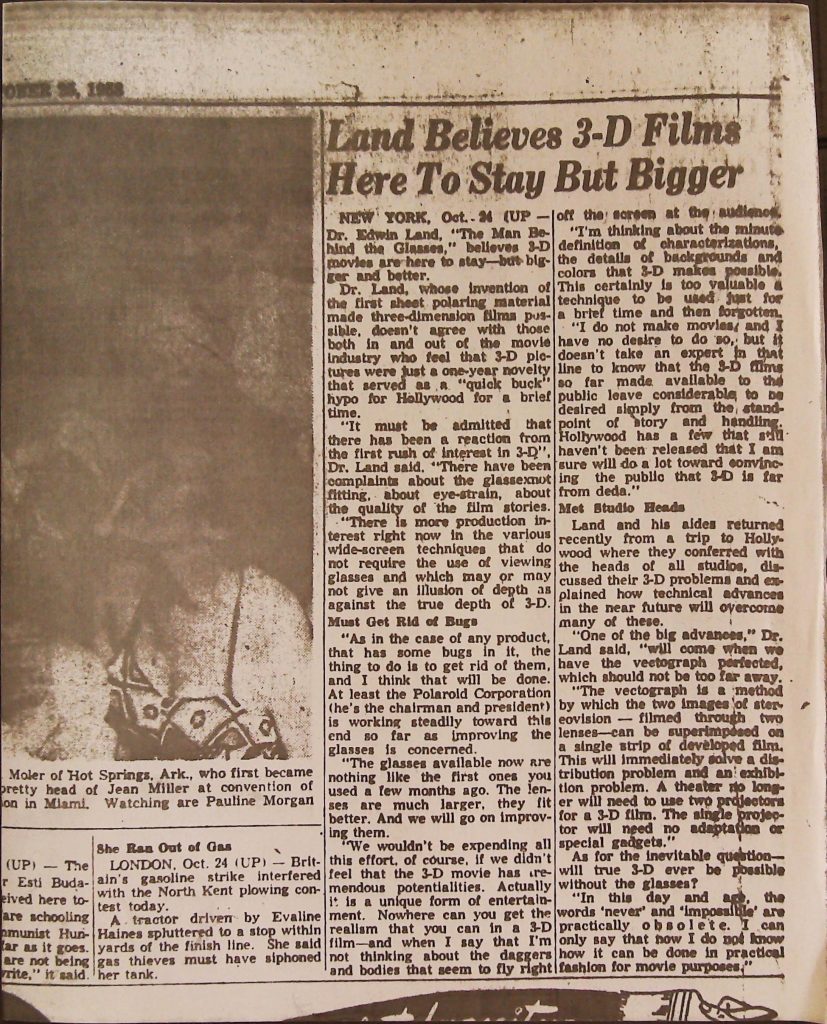 25, 1953
Land Believes 3-D Films
Here To Stay But Bigger
NEW YORK, Oct. 24 (UP —
Dr. Edwin Land, "The Man Be-
hind the Glasses," believes 3-D
movies are here to stay—but big-
ger and better.
Dr. Land, whose invention of
the first sheet polaring material
made three-dimension films pos-
sible, doesn't agree with those
both in and out of the movie
industry who feel that 3-D pic-
tures were just a one-year novelty
that served as a "quick buck"
hypo for Hollywood for a brief
time.
"It must be admitted that
there has been a reaction from
the first rush of interest in 3-D",
Dr. Land said. "There have been
complaints about the glassexnot
fitting, about eye-strain, about
the quality of the film stories.
"There is more production in-
terest right now in the various
wide-screen techniques that do
not require the use of viewing
glasses and which may or may
not give an illusion of depth as
against the true depth of 3-D.
Must Get Rid of Bugs
"As in the case of any product,
that has some bugs in it, the
thing to do is to get rid of them,
and I think that will be done.
At least the Polaroid Corporation
(he's the chairman and president)
is working steadily toward this
end so far as improving the
glasses is concerned.
"The glasses available now are
nothing like the first ones you
used a few months ago. The len-
ses are much larger, they fit
better. And we will go on improv-
ing them.
"We wouldn't be expending all
this effort, of course, if we didn't
feel that the 3-D movie has tre-
mendous potentialities. Actually
it is a unique form of entertain-
ment. Nowhere can you get the
realism that you can in a 3-D
film—and when I say that I'm
not thinking about the daggers
and bodies that seem to fly right
off the screen at the audience.
"I'm thinking about the minute
definition of characterizations,
the details of backgrounds and
colors that 3-D makes possible.
This certainly is too valuable a
technique to be used just for
a brief time and then forgotten.
"I do not make movies, and I
have no desire to do so, but it
doesn't take an expert in that
line to know that the 3-D films
so far made available to the
public leave considerable to be
desired simply from the stand-
point of story and handling.
Hollywood has a few that still
haven't been released that I am
sure will do a lot toward convinc-
ing the public that 3-D is far
from deda."
Met Studio Heads
Land and his aides returned
recently from a trip to Holly-
wood where they conferred with
the heads of all studios, dis-
cussed their 3-D problems and ex-
plained how technical advances
in the near future will overcome
many of these.
"One of the big advances," Dr.
Land said, "will come when we
have the vectograph perfected,
which should not be too far away.
"The vectograph is a method
by which the two images of ster-
eovision — filmed through two
lenses—can be superimposed on
a single strip of developed film.
This will immediately solve a dis-
tribution problem and an exhibi-
tion problem. A theater no long-
er will need to use two projectors
for a 3-D film. The single projec-
tor will need no adaptation or
special gadgets."
As for the inevitable question—
will true 3-D ever be possible
without the glasses?
"In this day and age, the
words 'never' and 'impossible' are
practically obsolete. I can
only say that now I do not know
how it can be done in practical
fashion for movie purposes."
Moler of Hot Springs, Ark., who first became
pretty head of Jean Miller at convention of
on in Miami. Watching are Pauline Morgan
(UP) — The
r Esti Buda-
eived here to-
are schooling
mmunist Hun-
far as it goes.
are not being
write," it said.
She Ran Out of Gas
LONDON, Oct. 24 (UP) — Brit-
ain's gasoline strike interfered
with the North Kent plowing con-
test today.
A tractor driven by Evaline
Haines spluttered to a stop within
yards of the finish line. She said
gas thieves must have siphoned
her tank.